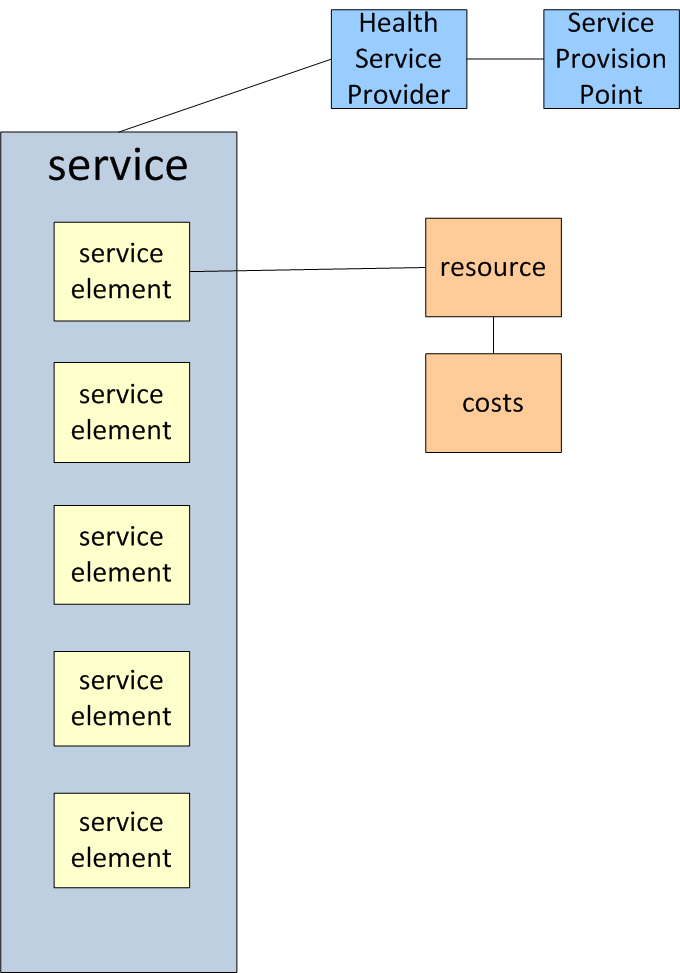 Health
Service
Provider
Service
Provision
Point
service
service
element
resource
service
element
costs
service
element
service
element
service
element